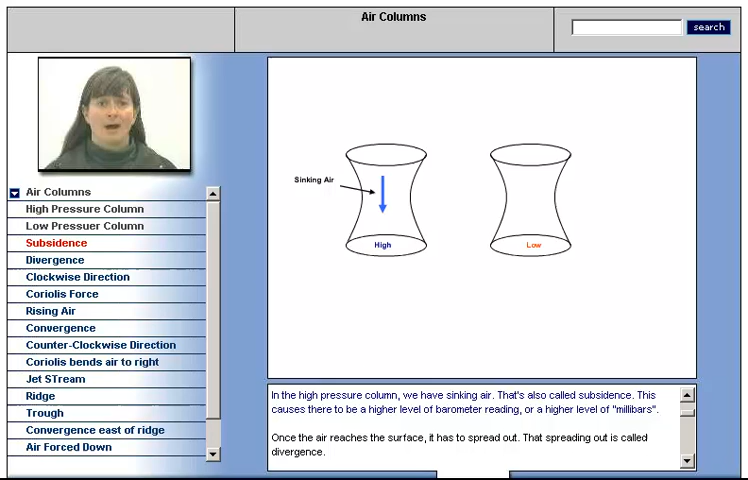 Air Columns
search
Air Columns
High Pressure Column
Low Pressuer Column
Subsidence
Divergence
Clockwise Direction
Coriolis Force
Rising Air
Convergence
Counter-Clockwise Direction
Coriolis bends air to right
Jet STream
Ridge
Trough
Convergence east of ridge
Air Forced Down
Sinking Air
High
Low
In the high pressure column, we have sinking air. That's also called subsidence. This
causes there to be a higher level of barometer reading, or a higher level of "millibars".
Once the air reaches the surface, it has to spread out. That spreading out is called
divergence.